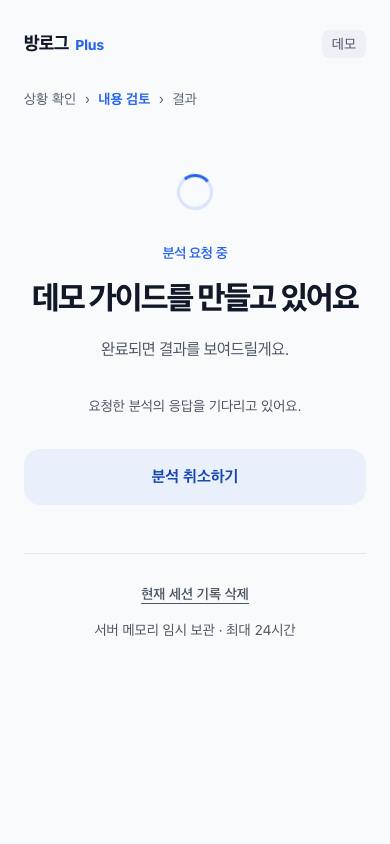 방로그 Plus
데모
상황 확인 › 내용 검토 › 결과
분석 요청 중
데모 가이드를 만들고 있어요
완료되면 결과를 보여드릴게요.
요청한 분석의 응답을 기다리고 있어요.
분석 취소하기
현재 세션 기록 삭제
서버 메모리 임시 보관 · 최대 24시간